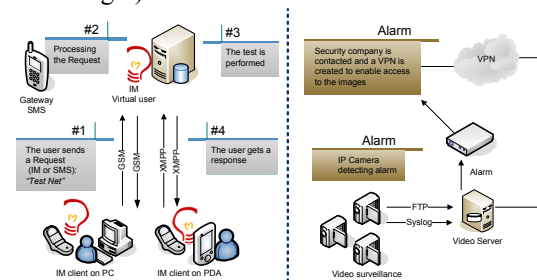 #2
Processing
the Request
#3
The test is
performed
Gateway
SMS
IM
Virtual user
#1
The user sends
a Request
(IM or SMS):
"Test Net"
GSM
GSM
XMPP
XMPP
#4
The user gets a
response
IM client on PC
IM client on PDA
Alarm
Security company
is contacted and a VPN is
created to enable access
to the images
VPN
Alarm
IP Camera
detecting alarm
Alarm
FTP
Syslog
Video Server
Video surveillance